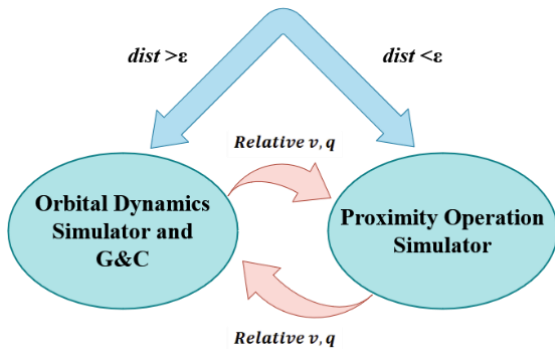 dist >ε
dist <ε
Relative v, q
Orbital Dynamics
Simulator and
G&C
Proximity Operation
Simulator
Relative v, q